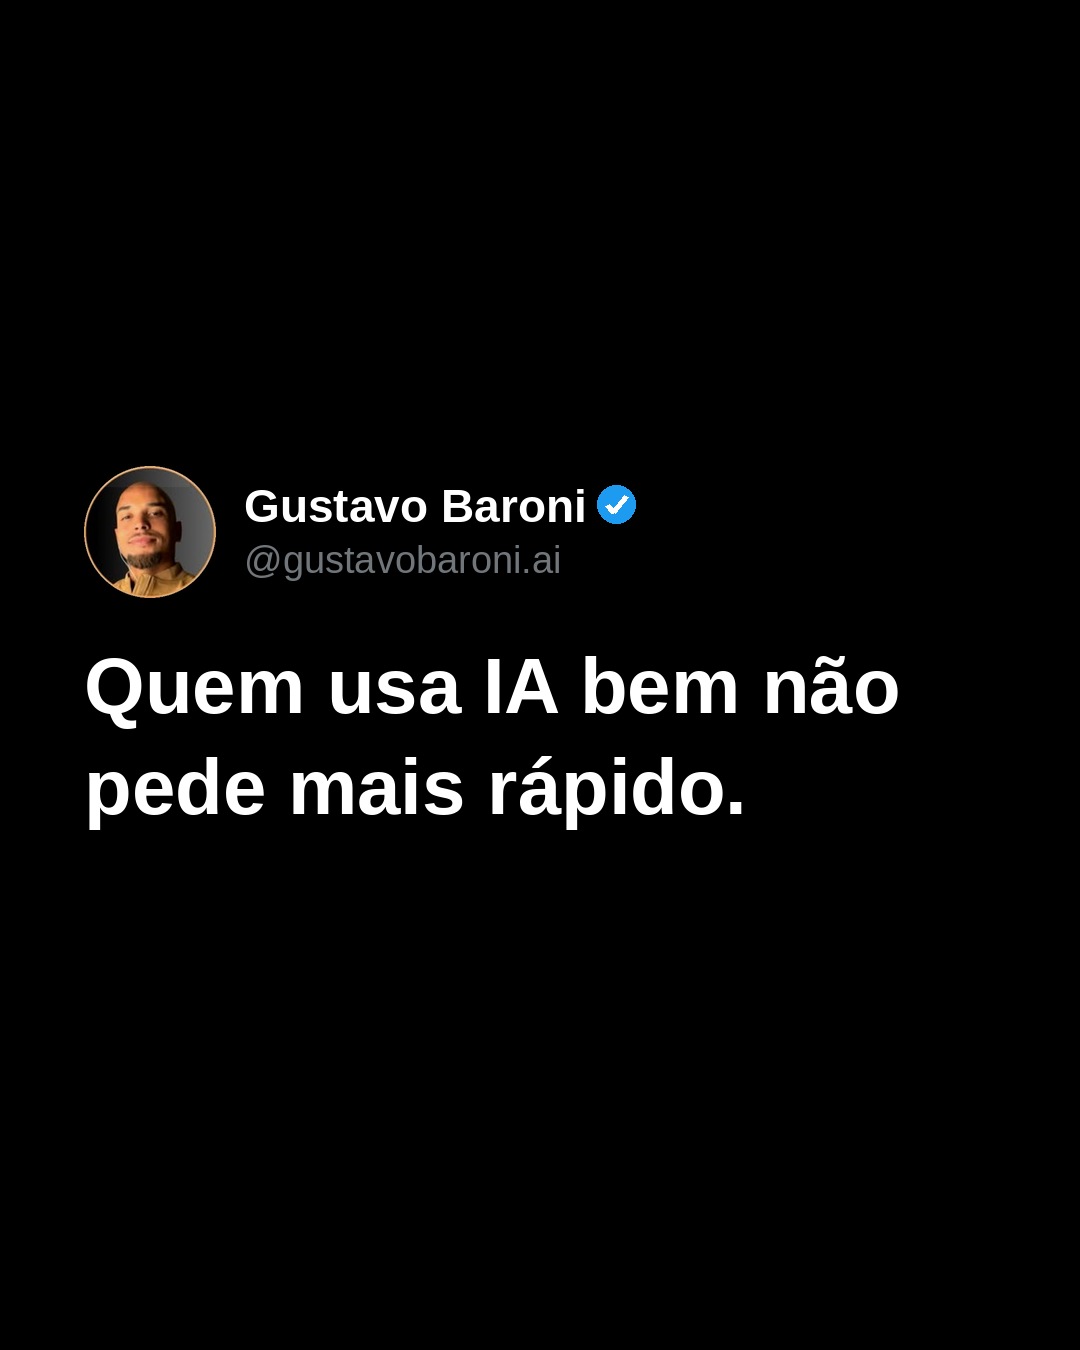 Gustavo Baroni
@gustavobaroni.ai
Quem usa IA bem não
pede mais rápido.